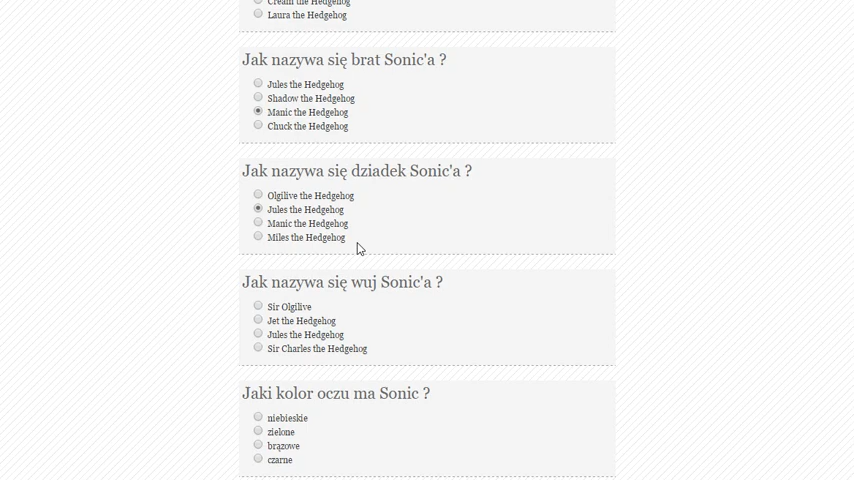 Cream the Hedgehog
Laura the Hedgehog
Jak nazywa się brat Sonic'a ?
Jules the Hedgehog
Shadow the Hedgehog
Manic the Hedgehog
Chuck the Hedgehog
Jak nazywa się dziadek Sonic'a ?
Olgilive the Hedgehog
Jules the Hedgehog
Manic the Hedgehog
Miles the Hedgehog
Jak nazywa się wuj Sonic'a ?
Sir Olgilive
Jet the Hedgehog
Jules the Hedgehog
Sir Charles the Hedgehog
Jaki kolor oczu ma Sonic ?
niebieskie
zielone
brązowe
czarne